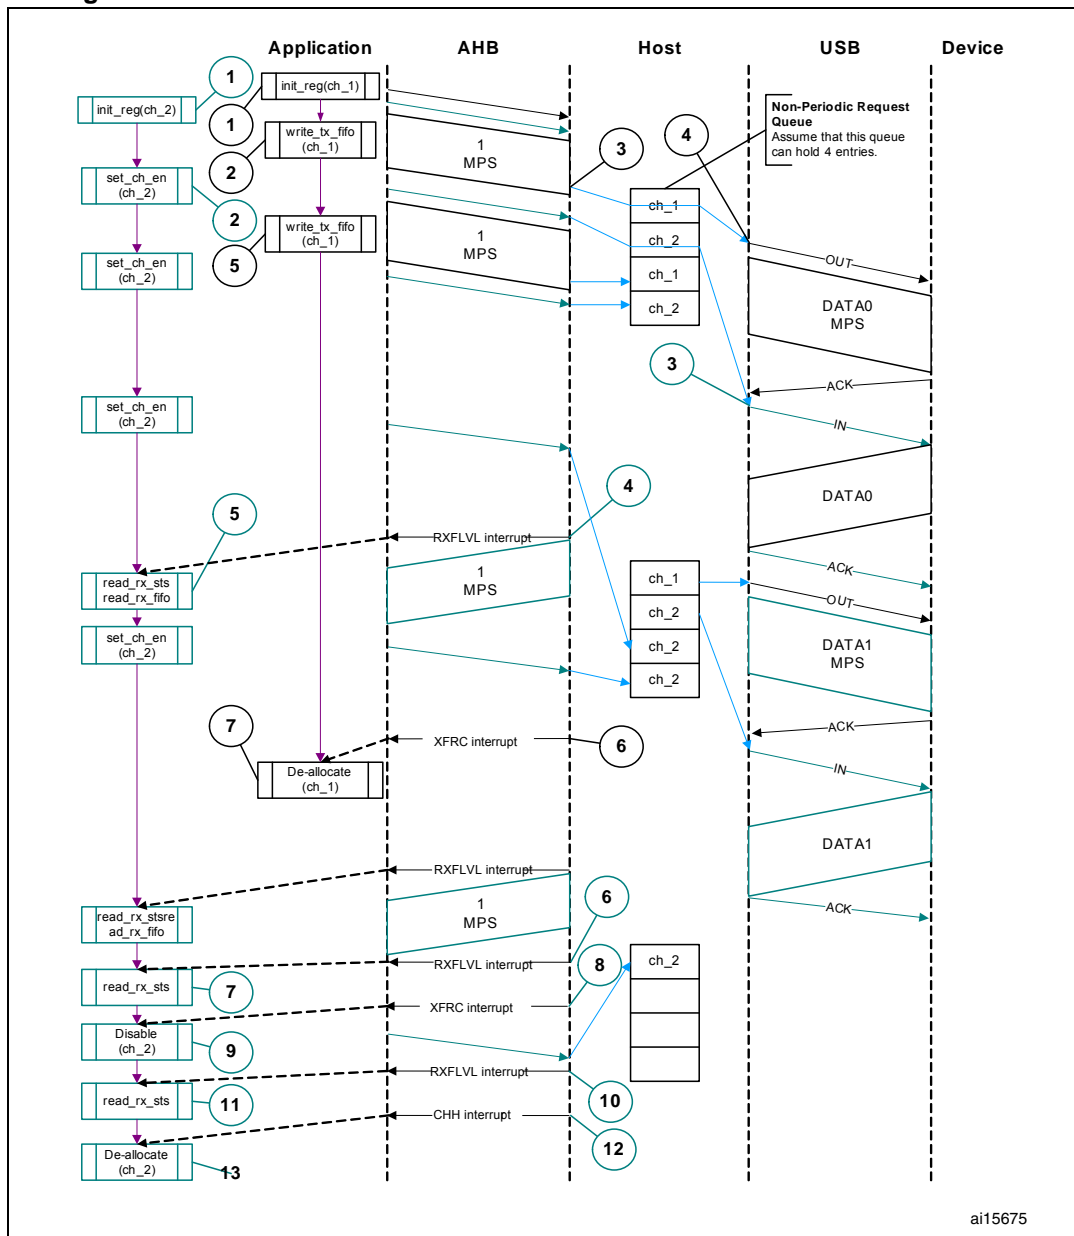 Application AHB Host USB Device
1
init_reg(ch_2)
init_reg(ch_1)
1
Non-Periodic Request
Queue
Assume that this queue
can hold 4 entries.
write_tx_fifo
(ch_1)
2
1
MPS
3
4
set_ch_en
(ch_2)
2
ch_1
ch_2
ch_1
ch_2
write_tx_fifo
(ch_1)
5
1
MPS
set_ch_en
(ch_2)
OUT
DATA0
MPS
3
ACK
set_ch_en
(ch_2)
IN
4
DATA0
5
RXFLVL interrupt
read_rx_sts
read_rx_fifo
1
MPS
ch_1
ch_2
ch_2
ch_2
ACK
OUT
set_ch_en
(ch_2)
DATA1
MPS
7
XFRC interrupt
6
ACK
De-allocate
(ch_1)
IN
DATA1
RXFLVL interrupt
read_rx_stsre
ad_rx_fifo
1
MPS
6
ACK
RXFLVL interrupt
8
ch_2
read_rx_sts
7
XFRC interrupt
Disable
(ch_2)
9
RXFLVL interrupt
10
read_rx_sts
11
CHH interrupt
12
De-allocate
(ch_2)
13
ai15675